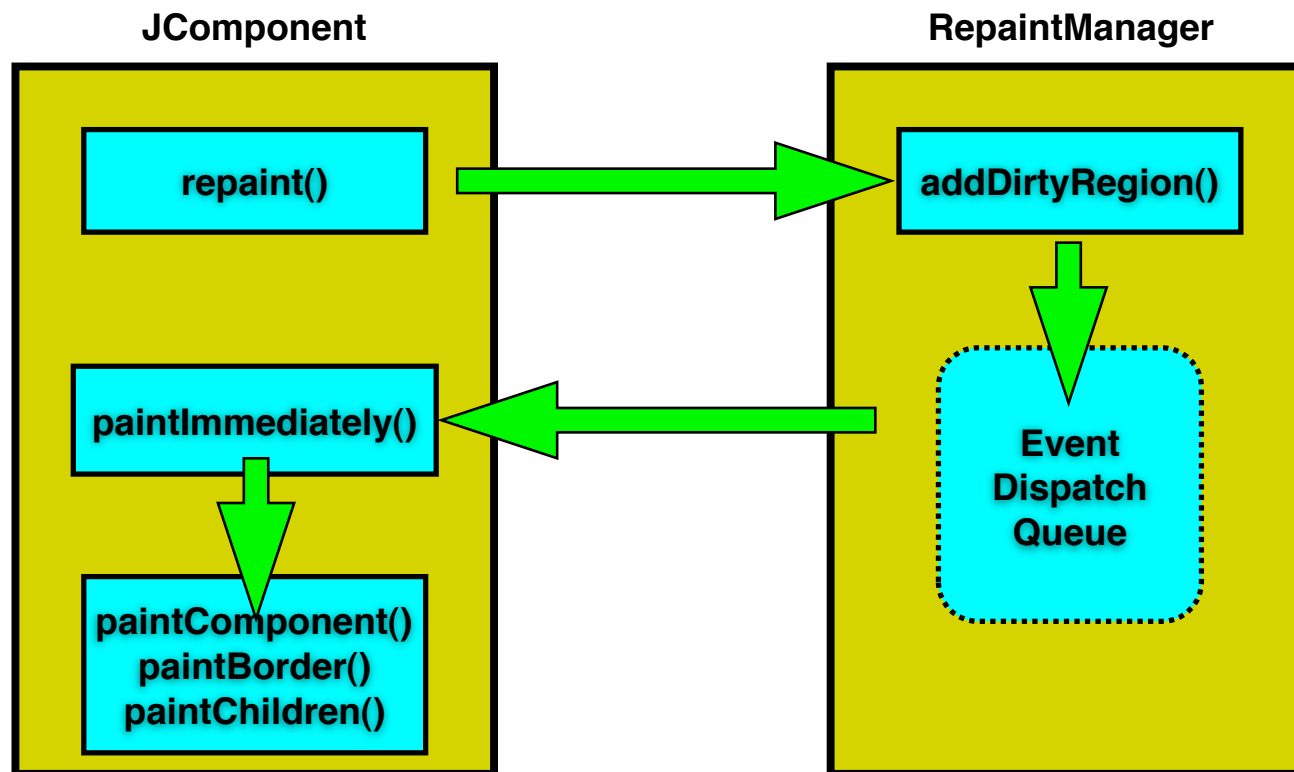 JComponent
RepaintManager
repaint()
addDirtyRegion()
paintImmediately()
Event
Dispatch
Queue
paintComponent()
paintBorder()
paintChildren()